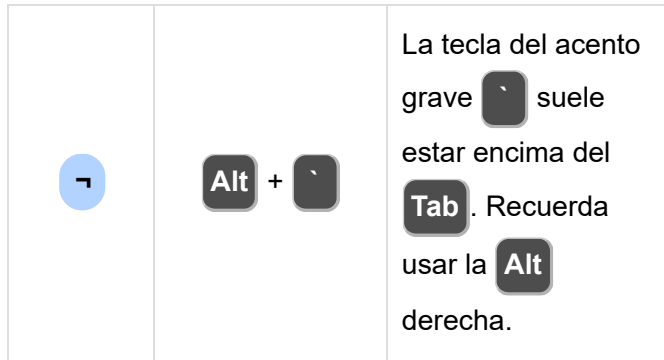 La tecla del acento
grave ` suele
estar encima del
¬ Alt + ` Tab. Recuerda
usar la Alt
derecha.